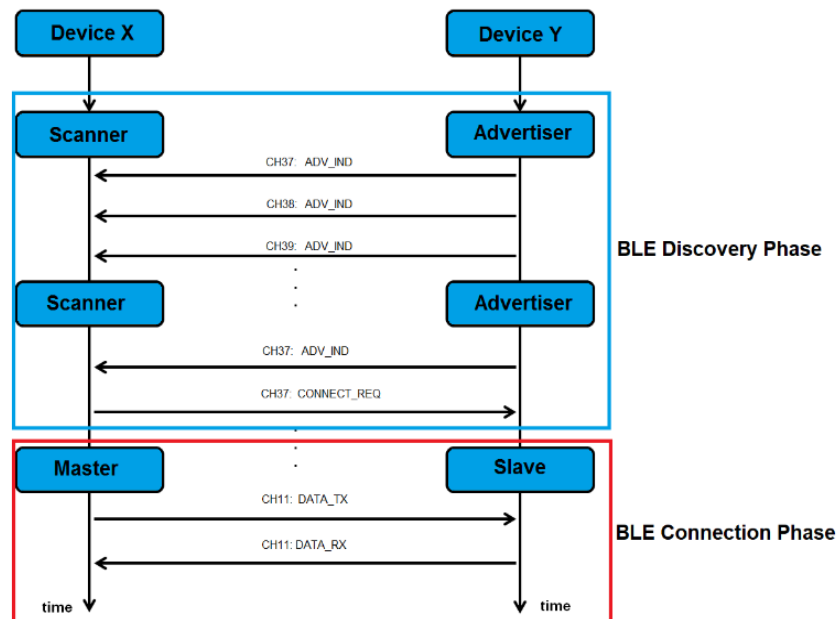 Device X
Device Y
Scanner
Advertiser
CH37: ADV_IND
CH38: ADV_IND
CH39: ADV_IND
BLE Discovery Phase
Scanner
Advertiser
CH37: ADV_IND
CH37: CONNECT_REQ
Master
Slave
CH11: DATA_TX
BLE Connection Phase
CH11: DATA_RX
time
time